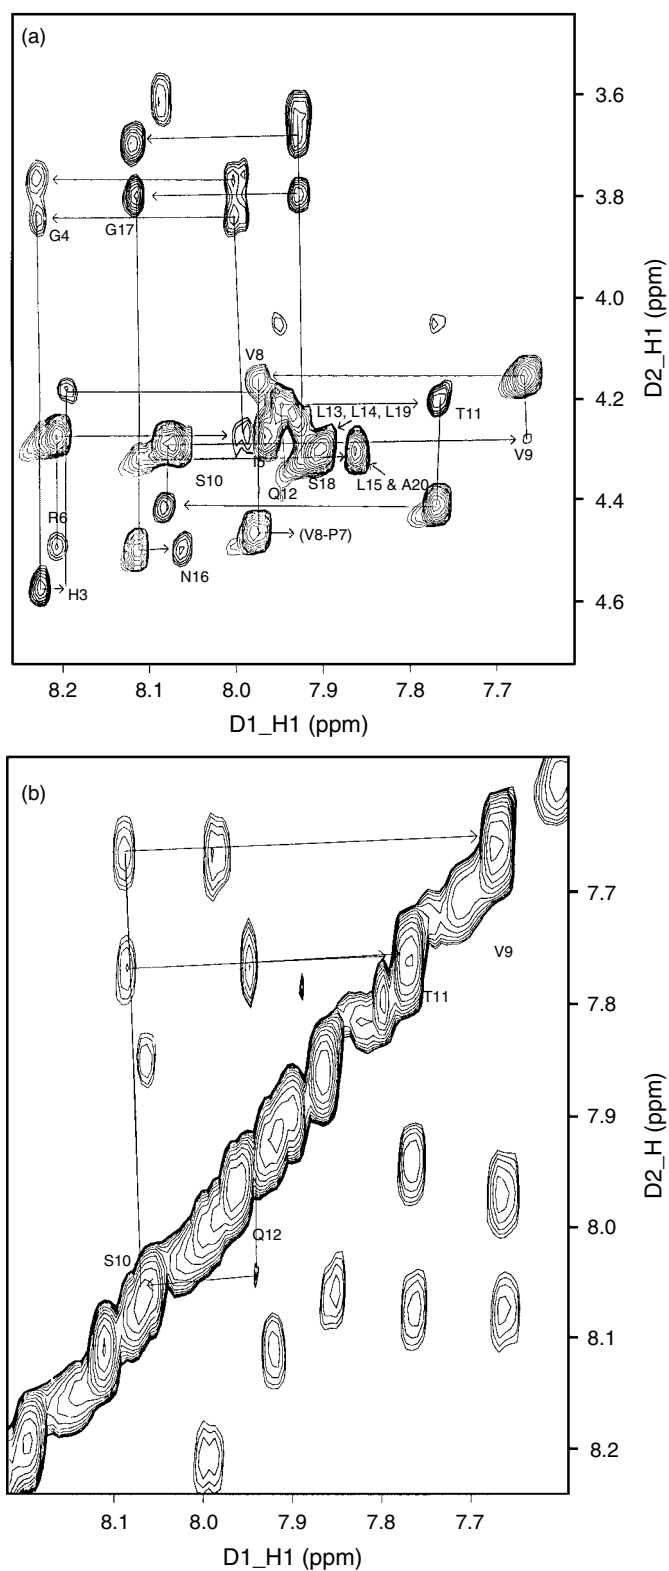 (a)
3.6
3.8
G4
G17
4.0
D2_H1 (ppm)
V8
4.2
L13, L14, L19
T11
I5
S10
S18
V9
Q12
L15 & A20
4.4
R6
(V8-P7)
N16
H3
4.6
8.2 8.1 8.0 7.9 7.8 7.7
D1_H1 (ppm)
(b)
7.7
V9
T11
7.8
7.9
D2_H (ppm)
8.0
Q12
S10
8.1
8.2
8.1 8.0 7.9 7.8 7.7
D1_H1 (ppm)